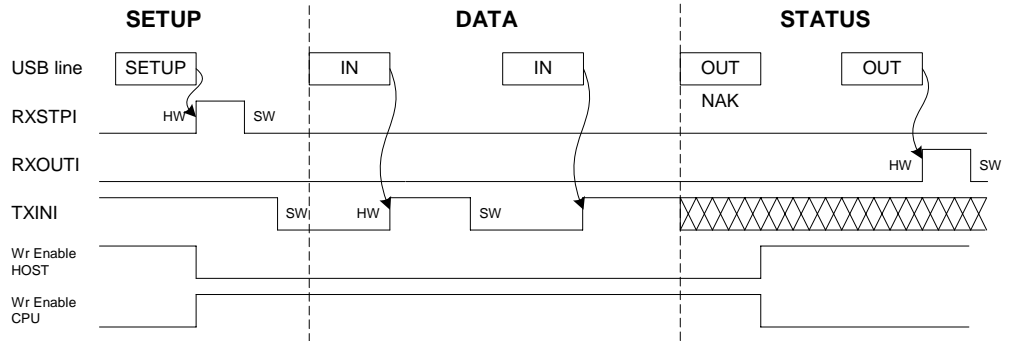 SETUP DATA STATUS
USB line SETUP IN IN OUT OUT
NAK
RXSTPI HW SW
RXOUTI HW SW
TXINI SW HW SW
Wr Enable
HOST
Wr Enable
CPU